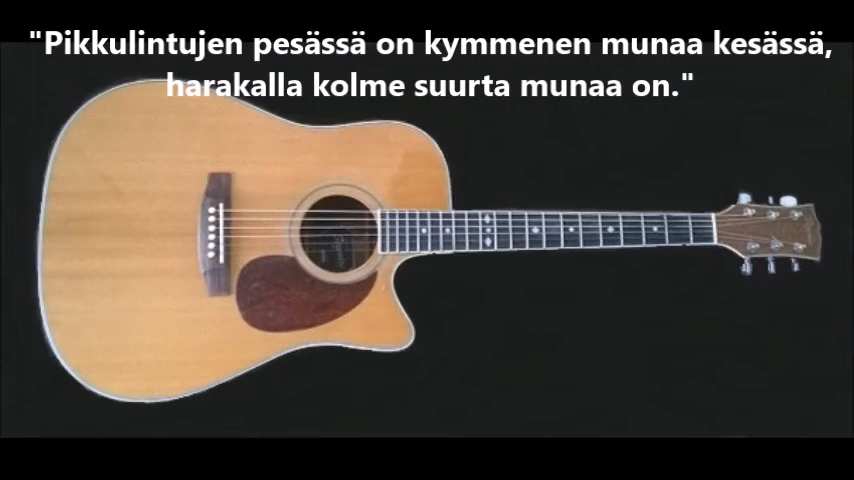 "Pikkulintujen pesässä on kymmenen munaa kesässä,
harakalla kolme suurta munaa on."